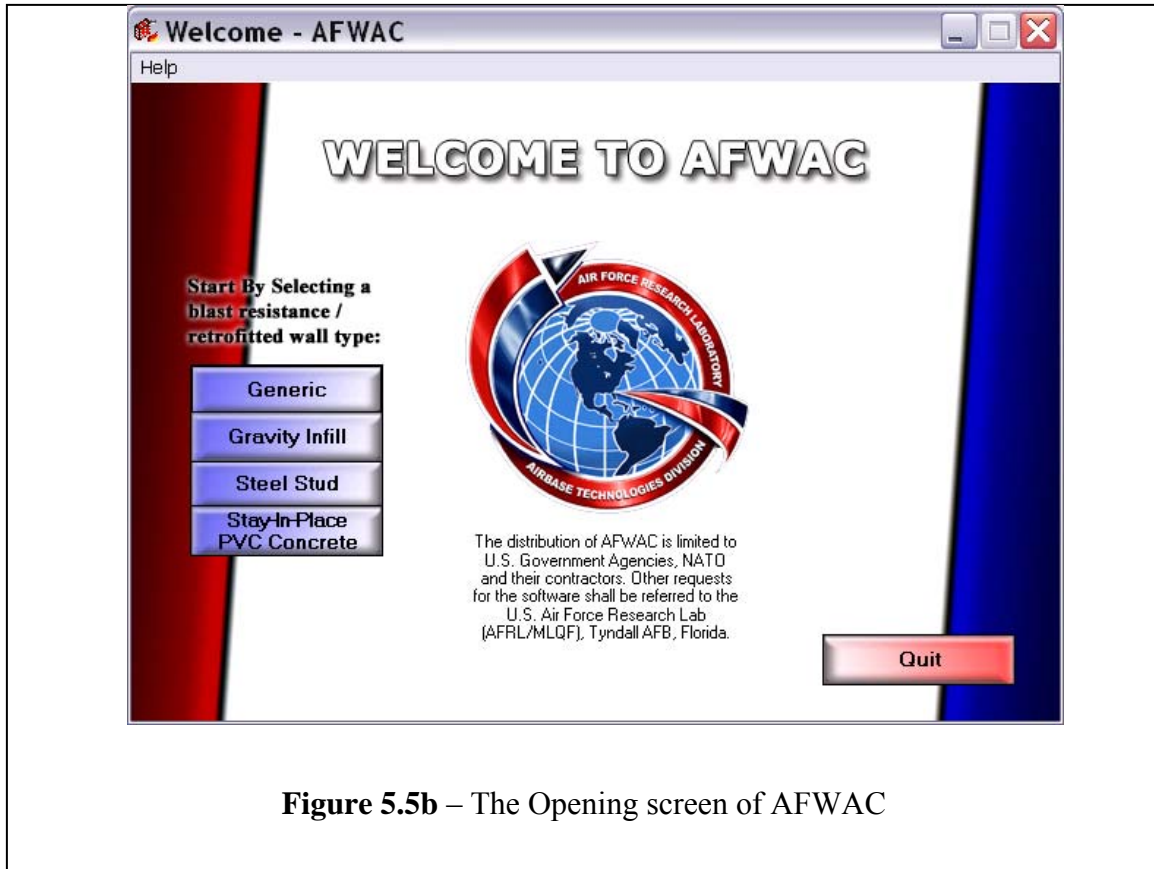 Welcome - AFWAC
Help
WELCOME TO AFWAC
Start By Selecting a
blast resistance /
retrofitted wall type:
Generic
Gravity Infill
Steel Stud
Stay-In-Place
PVC Concrete
AIR FORCE RESEARCH LABORATORY
AIRBASE TECHNOLOGIES DIVISION
The distribution of AFWAC is limited to
U.S. Government Agencies, NATO
and their contractors. Other requests
for the software shall be referred to the
U.S. Air Force Research Lab
(AFRL/MLQF), Tyndall AFB, Florida.
Quit
Figure 5.5b – The Opening screen of AFWAC